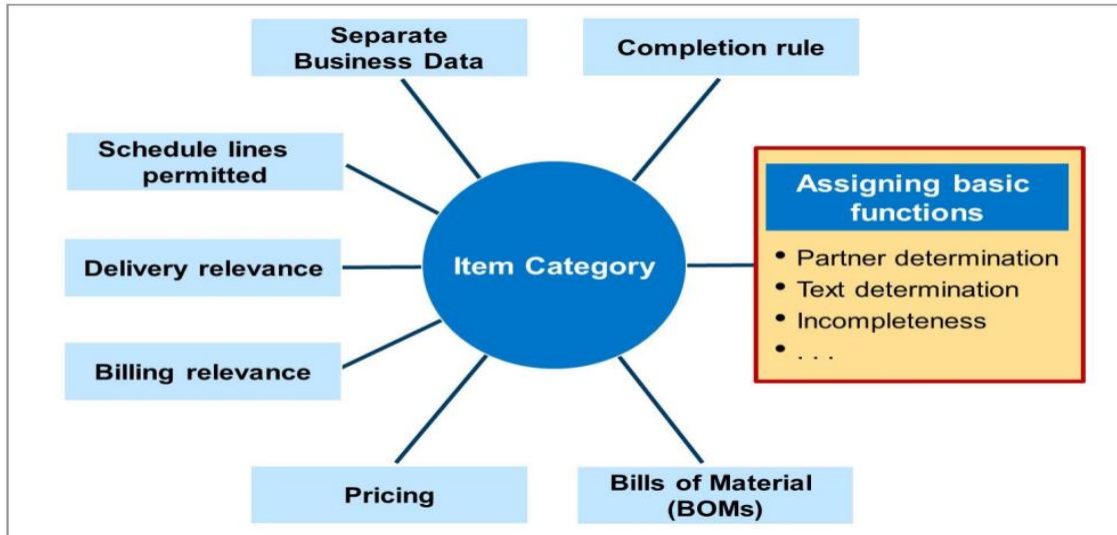 Separate
Business Data
Completion rule
Schedule lines
permitted
Assigning basic
functions
• Partner determination
• Text determination
• Incompleteness
• . . .
Delivery relevance
Item Category
Billing relevance
Pricing
Bills of Material
(BOMs)